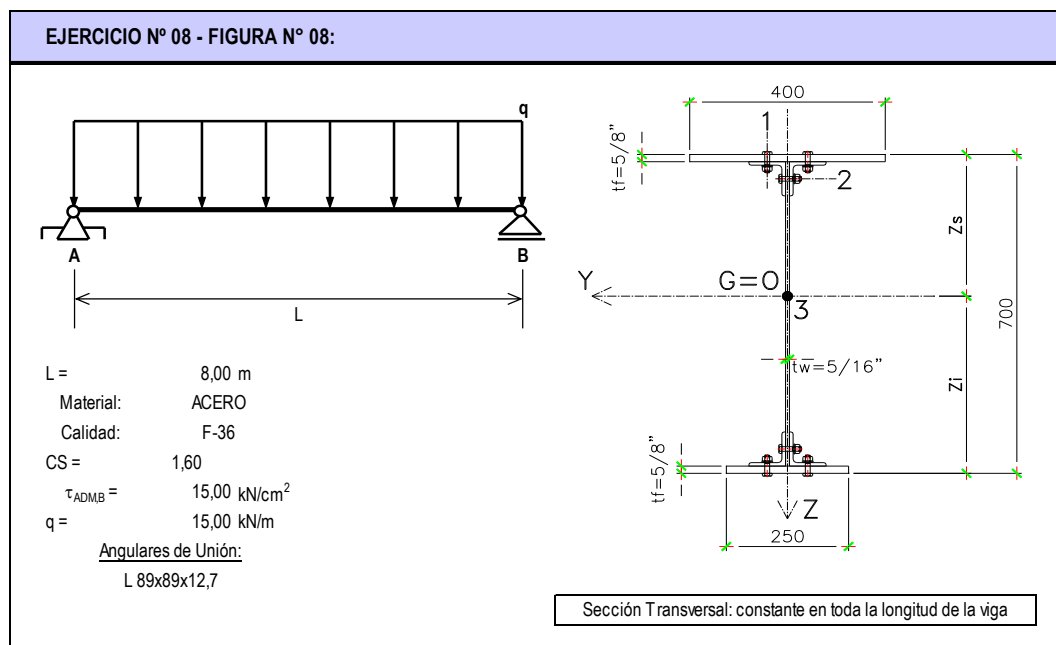 EJERCICIO Nº 08 - FIGURA N° 08:
q
A
B
L
L = 8,00 m
Material: ACERO
Calidad: F-36
CS = 1,60
τADM,B = 15,00 kN/cm²
q = 15,00 kN/m
Angulares de Unión:
L 89x89x12,7
400
1
tf=5/8"
2
Zs
Y
G=O
3
700
tw=5/16"
Zi
tf=5/8"
Z
250
Sección Transversal: constante en toda la longitud de la viga